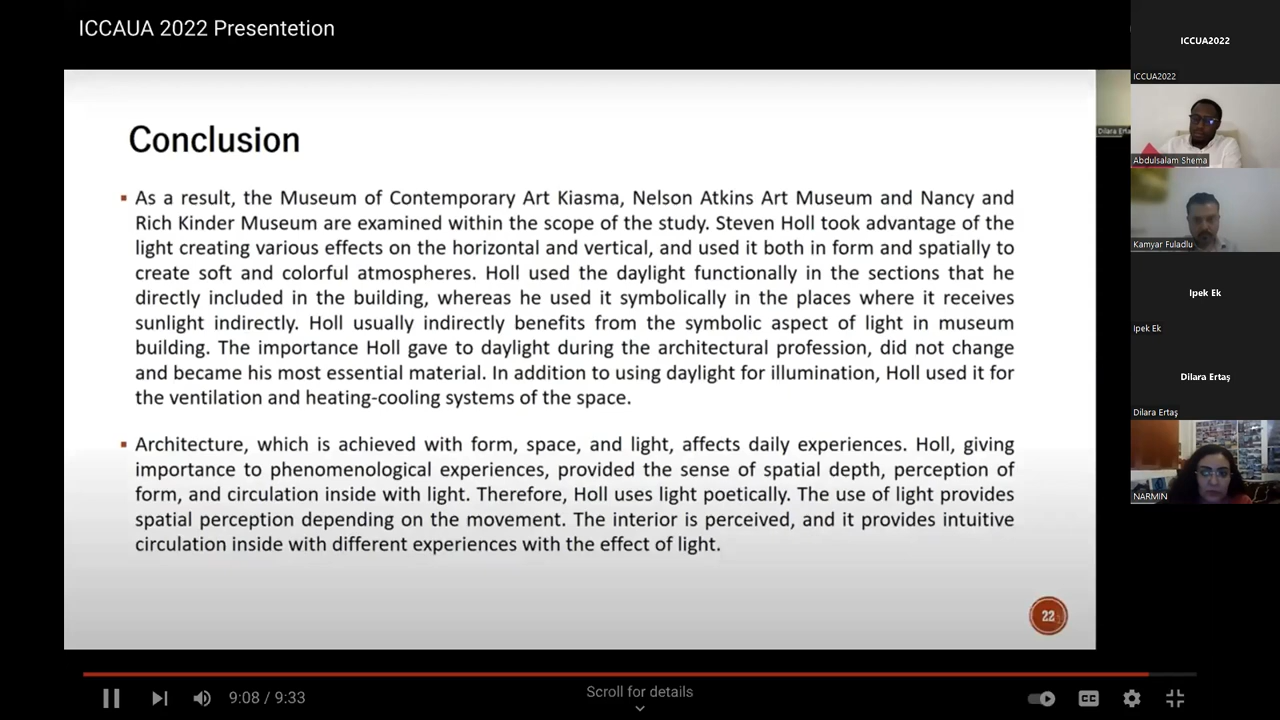 ICCAUA 2022 Presentetion
ICCUA2022
ICCUA2022
Conclusion
▪ As a result, the Museum of Contemporary Art Kiasma, Nelson Atkins Art Museum and Nancy and
Rich Kinder Museum are examined within the scope of the study. Steven Holl took advantage of the
light creating various effects on the horizontal and vertical, and used it both in form and spatially to
create soft and colorful atmospheres. Holl used the daylight functionally in the sections that he
directly included in the building, whereas he used it symbolically in the places where it receives
sunlight indirectly. Holl usually indirectly benefits from the symbolic aspect of light in museum
building. The importance Holl gave to daylight during the architectural profession, did not change
and became his most essential material. In addition to using daylight for illumination, Holl used it for
the ventilation and heating-cooling systems of the space.
▪ Architecture, which is achieved with form, space, and light, affects daily experiences. Holl, giving
importance to phenomenological experiences, provided the sense of spatial depth, perception of
form, and circulation inside with light. Therefore, Holl uses light poetically. The use of light provides
spatial perception depending on the movement. The interior is perceived, and it provides intuitive
circulation inside with different experiences with the effect of light.
22
Dilara Erta
Abdulsalam Shema
Kamyar Fuladlu
Ipek Ek
Ipek Ek
Dilara Ertaş
Dilara Ertaş
NARMIN
9:08 / 9:33
Scroll for details
CC